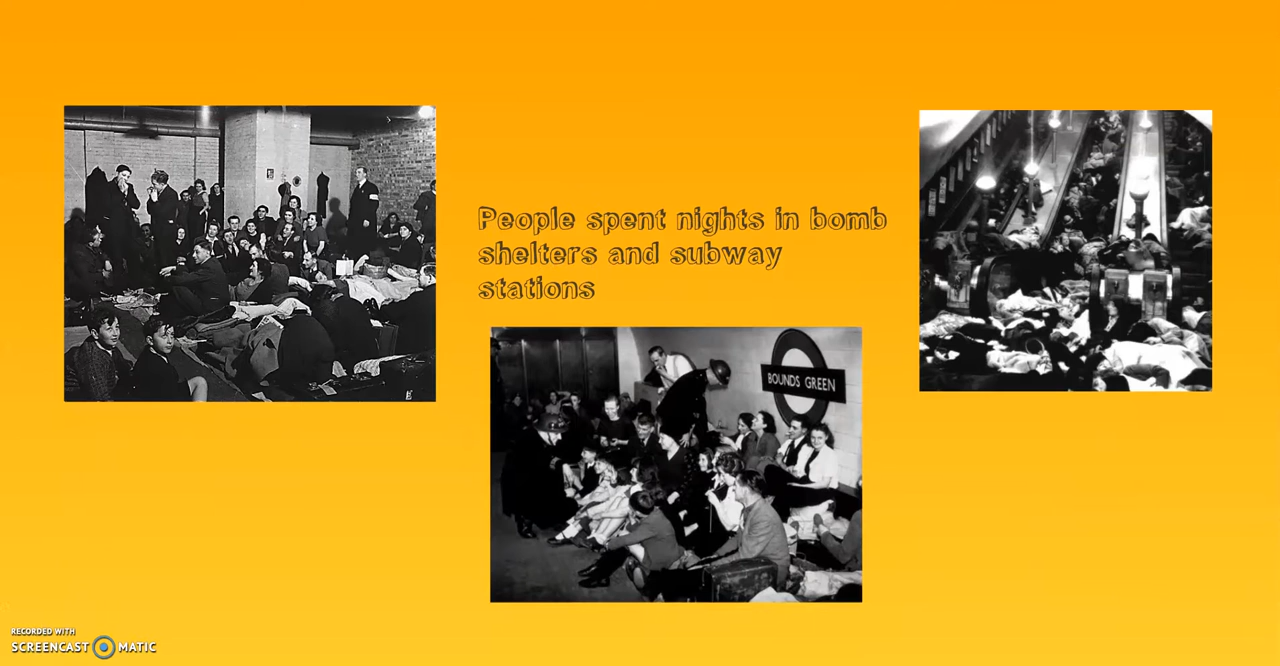 People spent nights in bomb
shelters and subway
stations
BOUNDS GREEN
RECORDED WITH
SCREENCAST MATIC